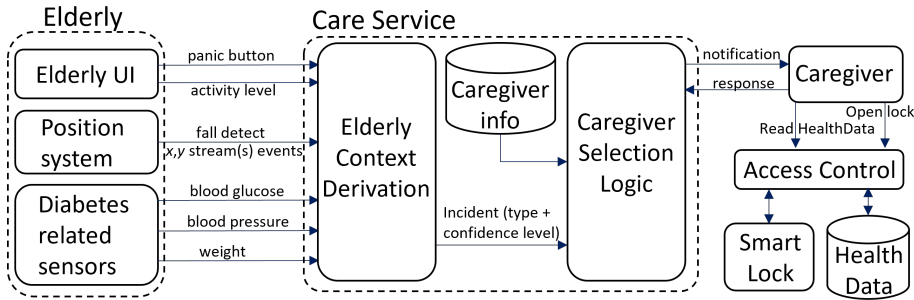 Elderly
Care Service
Elderly UI
panic button
activity level
Position
system
fall detect
x,y stream(s) events
Diabetes
related
sensors
blood glucose
blood pressure
weight
Elderly
Context
Derivation
Caregiver
info
Incident (type +
confidence level)
Caregiver
Selection
Logic
notification
response
Caregiver
Open lock
Read HealthData
Access Control
Smart
Lock
Health
Data